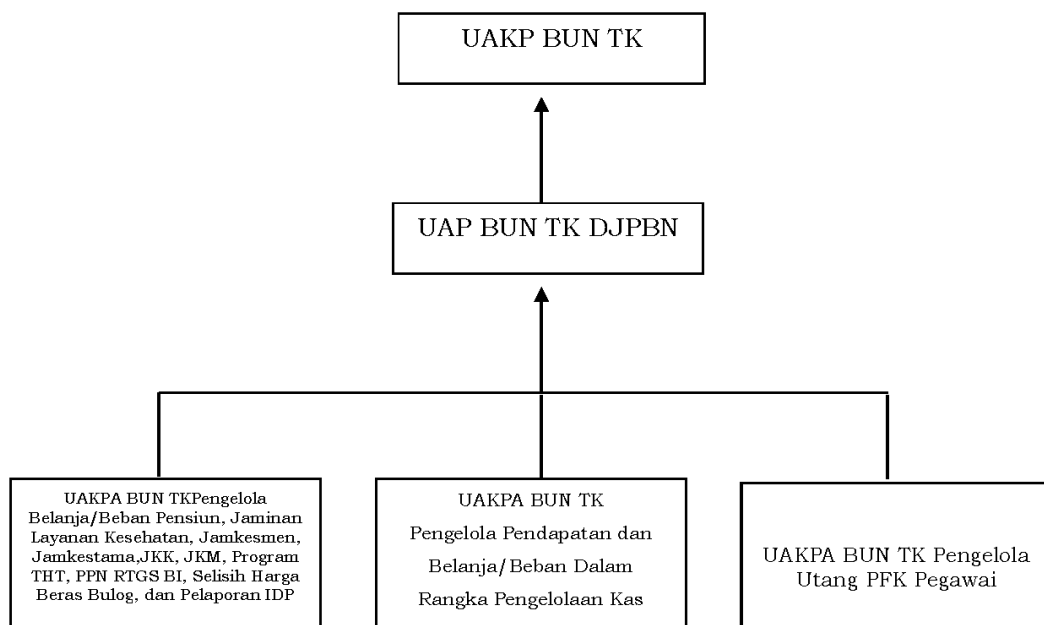 UAKP BUN TK
UAP BUN TK DJPBN
UAKPA BUN TKPengelola
Belanja/Beban Pensiun, Jaminan
Layanan Kesehatan, Jamkesmen,
Jamkestama,JKK, JKM, Program
THT, PPN RTGS BI, Selisih Harga
Beras Bulog, dan Pelaporan IDP
UAKPA BUN TK
Pengelola Pendapatan dan
Belanja/Beban Dalam
Rangka Pengelolaan Kas
UAKPA BUN TK Pengelola
Utang PFK Pegawai